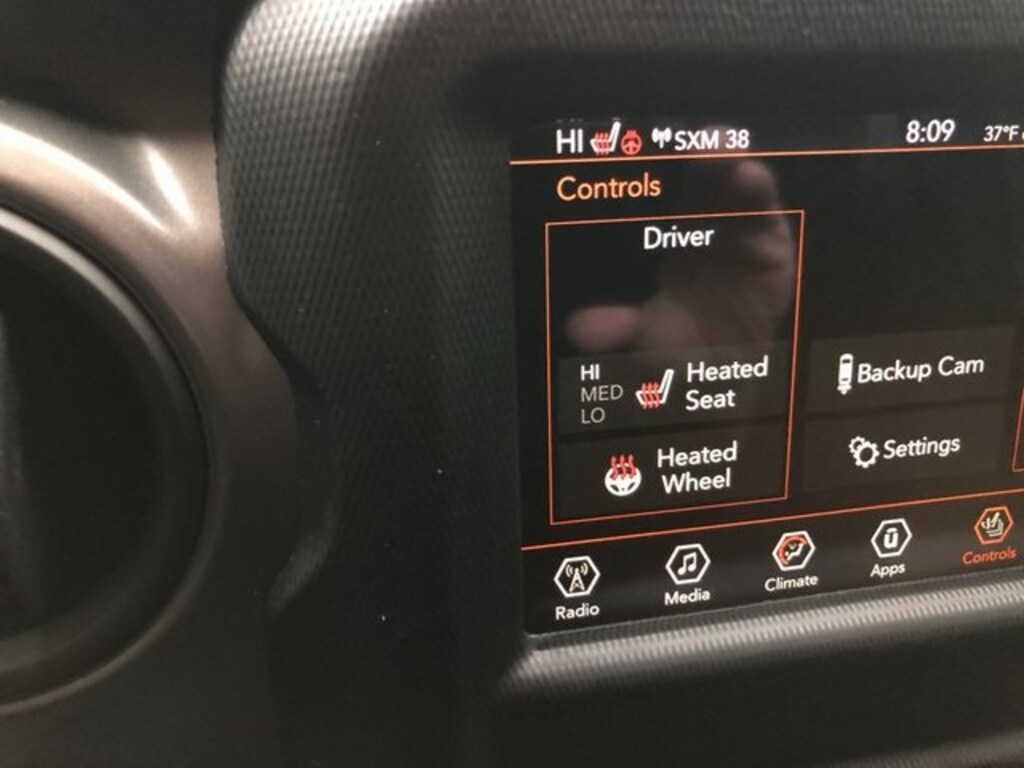 HI SXM 38 8:09 37°F
Controls
Driver
HI
MED
LO
Heated
Seat
Backup Cam
Heated
Wheel
Settings
Radio Media Climate Apps Controls